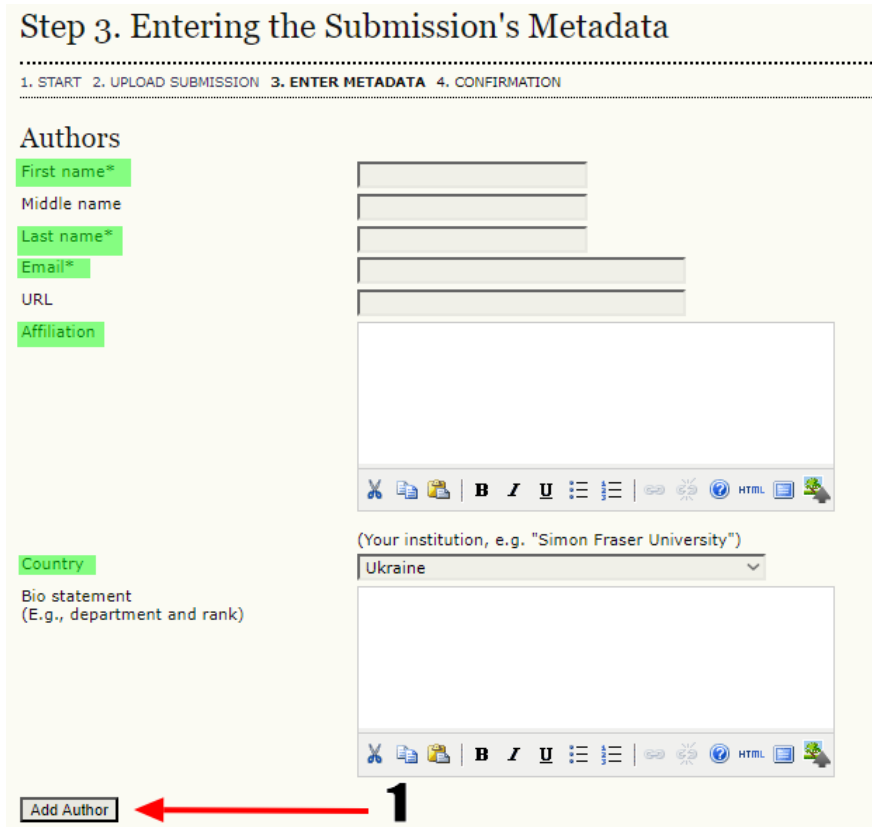 Step 3. Entering the Submission's Metadata
1. START 2. UPLOAD SUBMISSION 3. ENTER METADATA 4. CONFIRMATION
Authors
First name*
Middle name
Last name*
Email*
URL
Affiliation
B I U HTML
(Your institution, e.g. "Simon Fraser University")
Country
Ukraine
Bio statement
(E.g., department and rank)
B I U HTML
Add Author
1